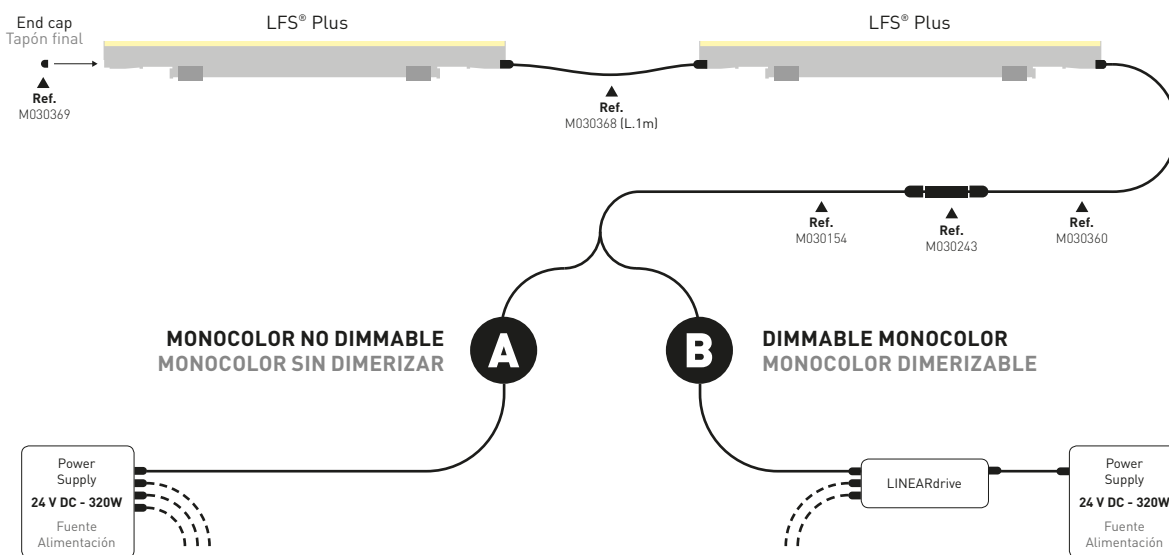 End cap
Tapón final
Ref.
M030369
LFS® Plus
LFS® Plus
Ref.
M030368 (L.1m)
Ref.
M030154
Ref.
M030243
Ref.
M030360
MONOCOLOR NO DIMMABLE
MONOCOLOR SIN DIMERIZAR
A
B
DIMMABLE MONOCOLOR
MONOCOLOR DIMERIZABLE
Power
Supply
24 V DC - 320W
Fuente
Alimentación
LINEARdrive
Power
Supply
24 V DC - 320W
Fuente
Alimentación